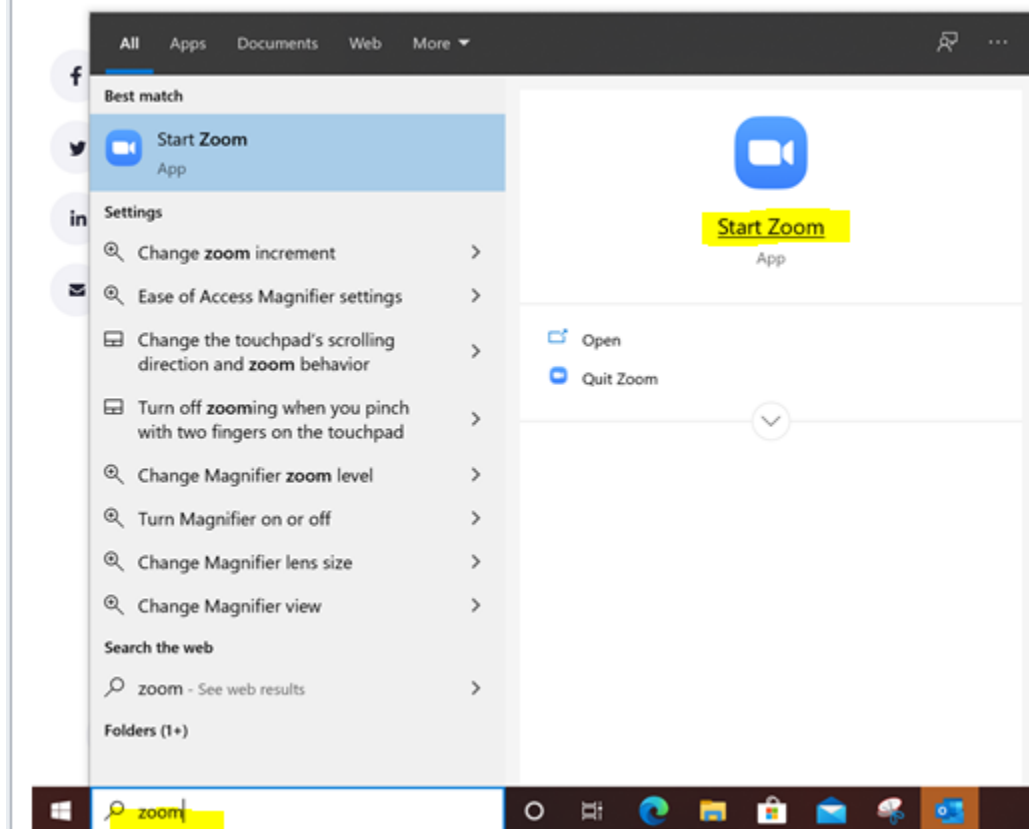 All Apps Documents Web More
Best match
Start Zoom
App
Settings
Change zoom increment
Ease of Access Magnifier settings
Change the touchpad's scrolling
direction and zoom behavior
Turn off zooming when you pinch
with two fingers on the touchpad
Change Magnifier zoom level
Turn Magnifier on or off
Change Magnifier lens size
Change Magnifier view
Search the web
zoom - See web results
Folders (1+)
zoom
Start Zoom
App
Open
Quit Zoom
f
in